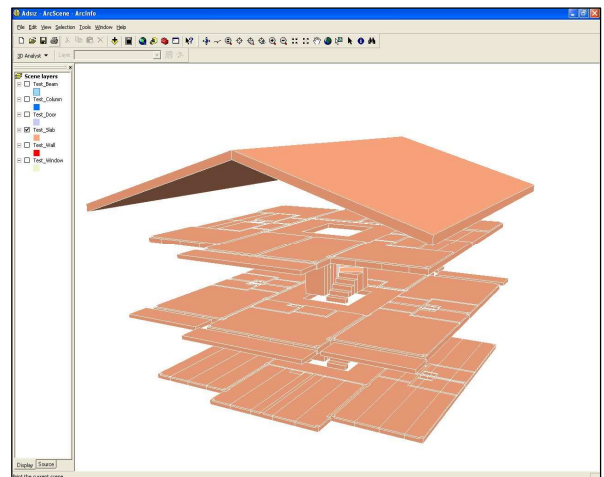 Adsız - ArcScene - ArcInfo
File Edit View Selection Tools Window Help
3D Analyst Layer:
Scene layers
Test_Beam
Test_Column
Test_Door
Test_Slab
Test_Wall
Test_Window
Display Source
Print the current scene